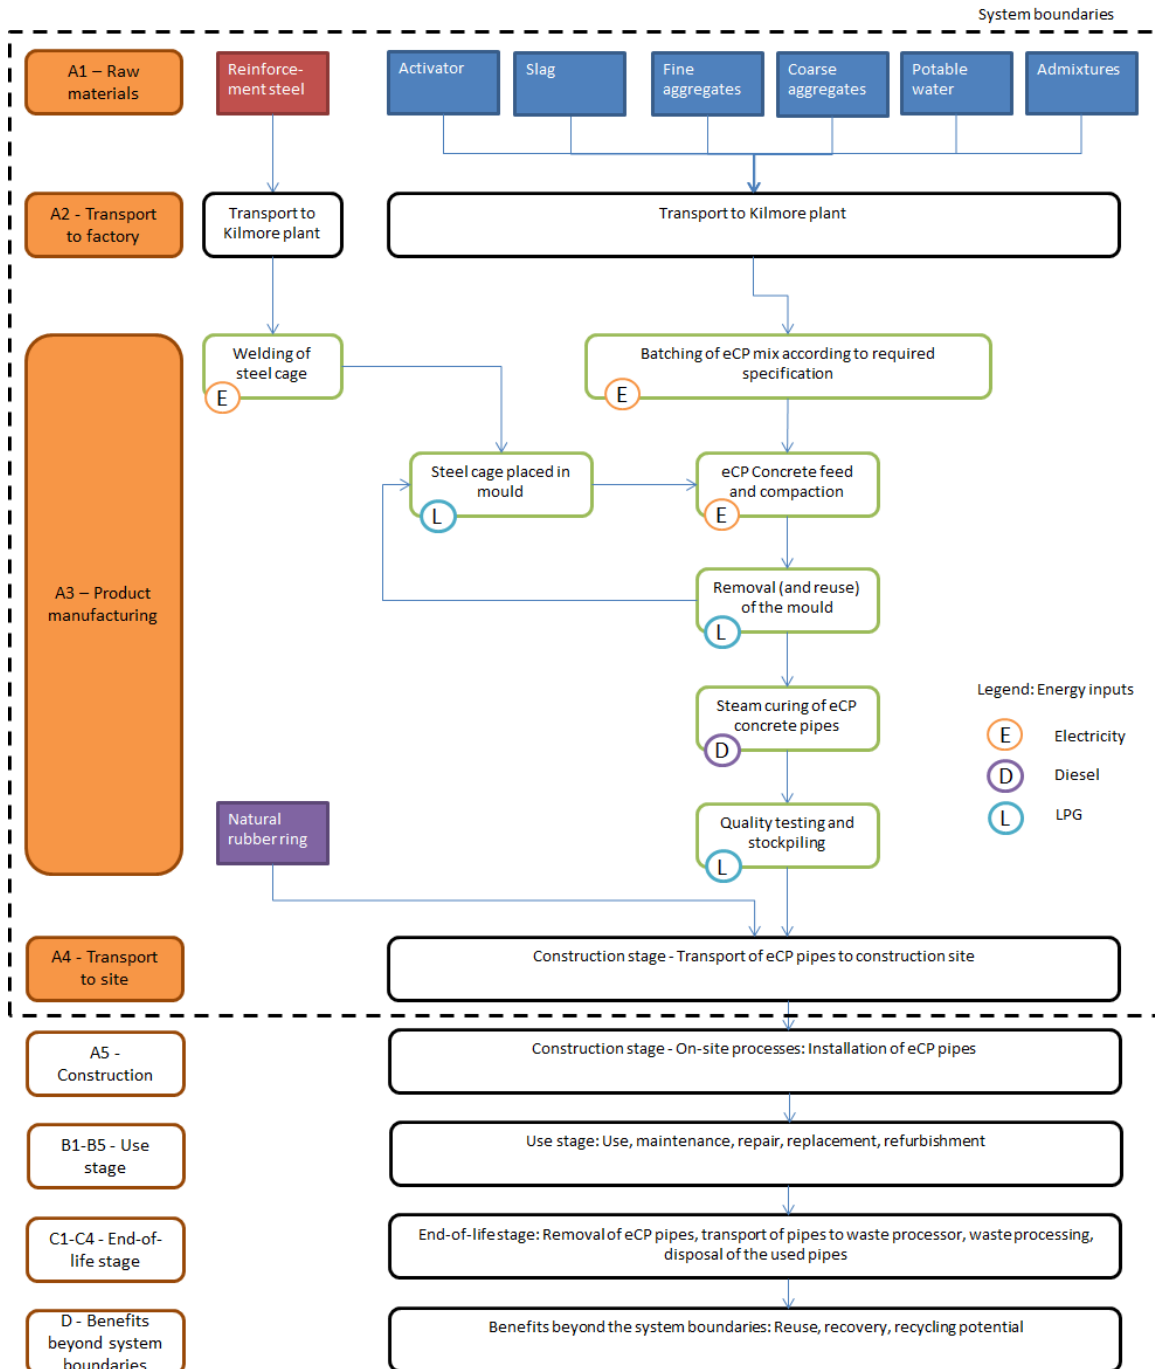 System boundaries
A1 – Raw
materials
Reinforce-
ment steel
Activator
Slag
Fine
aggregates
Coarse
aggregates
Potable
water
Admixtures
A2 - Transport
to factory
Transport to
Kilmore plant
Transport to Kilmore plant
A3 – Product
manufacturing
Welding of
steel cage
E
Batching of eCP mix according to required
specification
E
Steel cage placed in
mould
L
eCP Concrete feed
and compaction
E
Removal (and reuse)
of the mould
L
Steam curing of eCP
concrete pipes
D
Legend: Energy inputs
E
Electricity
D
Diesel
L
LPG
Natural
rubber ring
Quality testing and
stockpiling
L
A4 – Transport
to site
Construction stage - Transport of eCP pipes to construction site
A5 -
Construction
Construction stage - On-site processes: Installation of eCP pipes
B1-B5 - Use
stage
Use stage: Use, maintenance, repair, replacement, refurbishment
C1-C4 - End-of-
life stage
End-of-life stage: Removal of eCP pipes, transport of pipes to waste processor, waste processing,
disposal of the used pipes
D - Benefits
beyond system
boundaries
Benefits beyond the system boundaries: Reuse, recovery, recycling potential